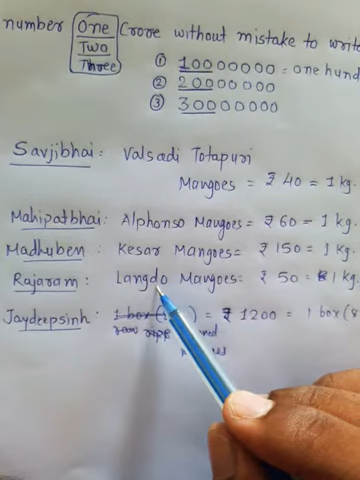 number One Crore without mistake to write
Two
Three
① 10000000 = one hund
② 20000000
③ 30000000
Savjibhai: Valsadi Totapuri
Mangoes = ₹ 40 = 1 kg.
Mahipatbhai: Alphonso Mangoes = ₹ 60 = 1 kg.
Madhuben: Kesar Mangoes = ₹ 150 = 1 kg.
Rajaram: Langdo Mangoes = ₹ 50 = 1 kg.
Jaydeepsinh: 1 box ( ) = ₹ 1200 = 1 box (